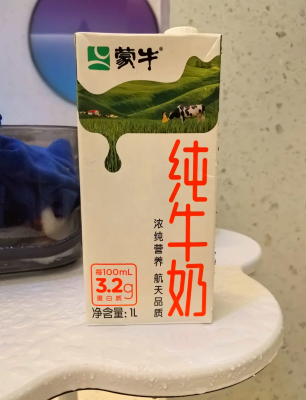 蒙牛
纯牛奶
浓纯营养 航天品质
每100mL
3.2g
蛋白质
净含量:1L